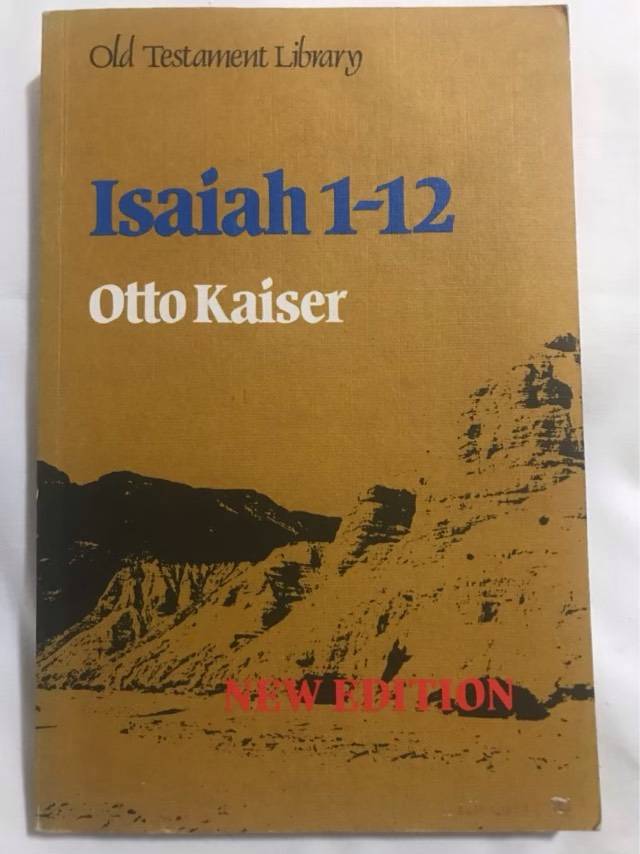 Old Testament Library
Isaiah 1-12
Otto Kaiser
NEW EDITION